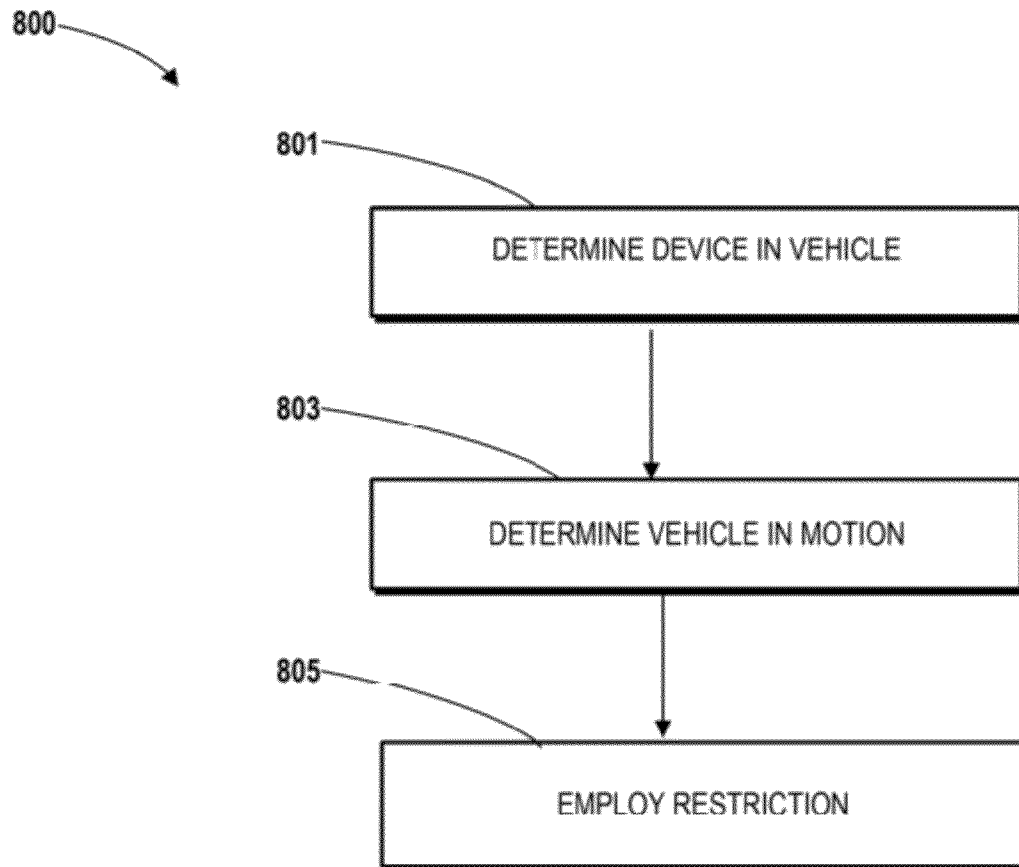 800
801
DETERMINE DEVICE IN VEHICLE
803
DETERMINE VEHICLE IN MOTION
805
EMPLOY RESTRICTION